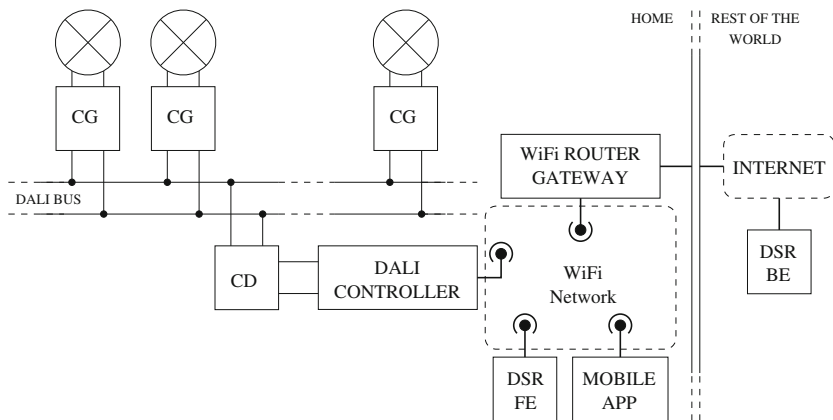 HOME
REST OF THE
WORLD
CG
CG
CG
WiFi ROUTER
GATEWAY
INTERNET
DALI BUS
DSR
BE
CD
DALI
CONTROLLER
WiFi
Network
DSR
FE
MOBILE
APP